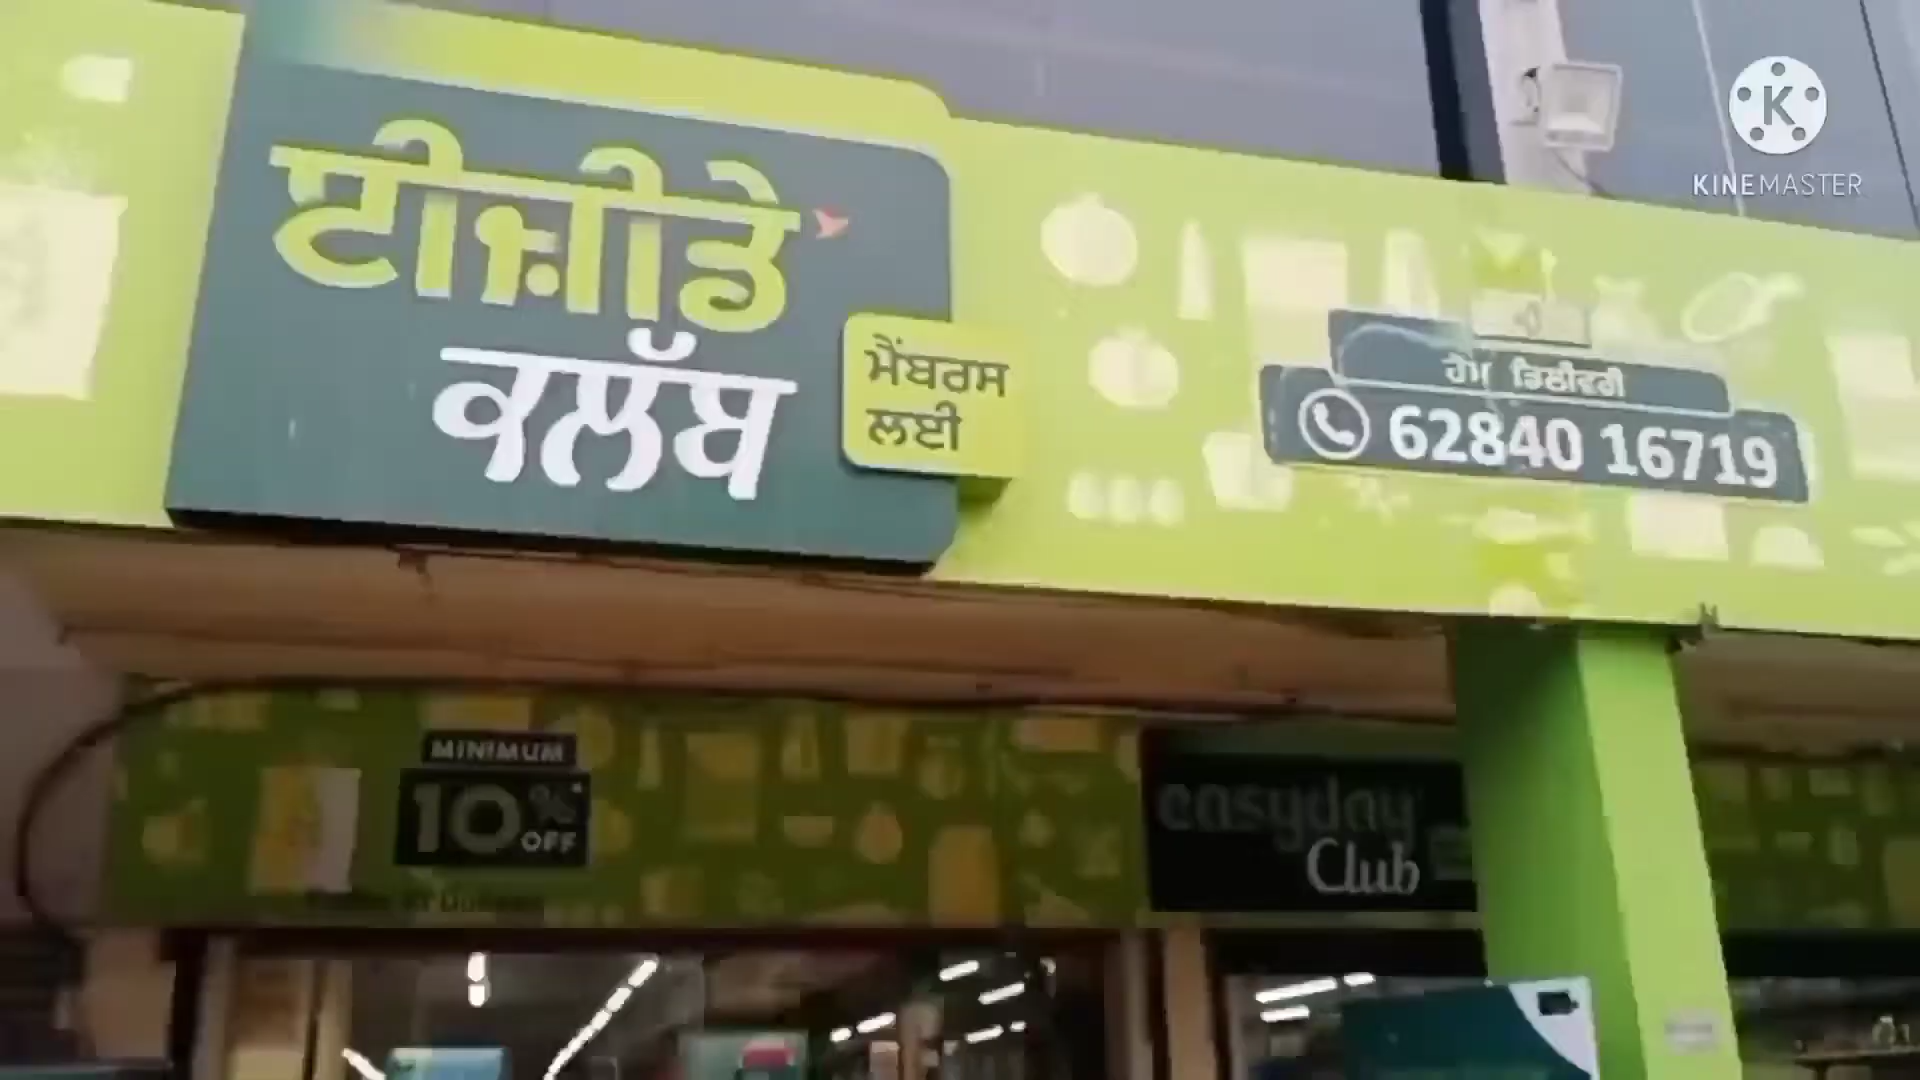 ਈਜ਼ੀਡੇ
ਕਲੱਬ
ਮੈਂਬਰਸ
ਲਈ
ਹੋਮ ਡਿਲੀਵਰੀ
62840 16719
KINEMASTER
MINIMUM
10%*
OFF
easyday
Club